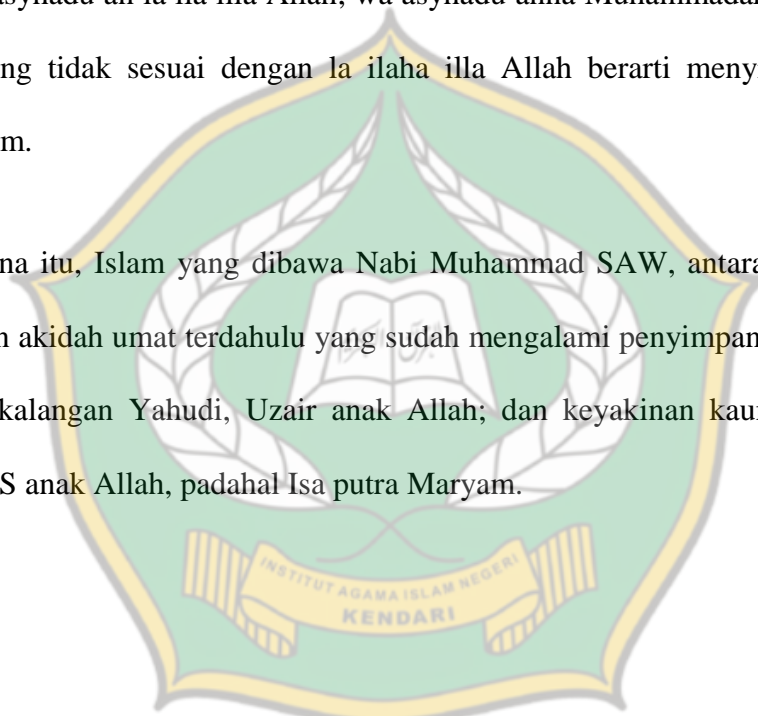 asyhadu an la ila illa Allah, wa asyhadu anna Muhammadar
ng tidak sesuai dengan la ilaha illa Allah berarti meny
m.
na itu, Islam yang dibawa Nabi Muhammad SAW, antara
n akidah umat terdahulu yang sudah mengalami penyimpan
kalangan Yahudi, Uzair anak Allah; dan keyakinan kau
S anak Allah, padahal Isa putra Maryam.
INSTITUT AGAMA ISLAM NEGERI
KENDARI